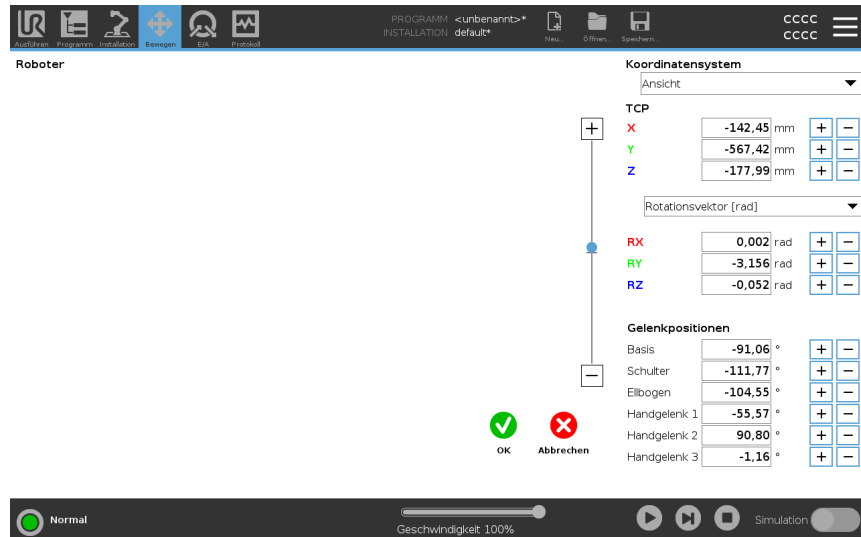 PROGRAMM <unbenannt>*
INSTALLATION default*
CCCC
CCCC
Ausführen Programm Installation Bewegen E/A Protokoll Neu... Öffnen... Speichern...
Roboter
Koordinatensystem
Ansicht
TCP
X -142,45 mm + −
Y -567,42 mm + −
Z -177,99 mm + −
Rotationsvektor [rad]
RX 0,002 rad + −
RY -3,156 rad + −
RZ -0,052 rad + −
Gelenkpositionen
Basis -91,06 ° + −
Schulter -111,77 ° + −
Ellbogen -104,55 ° + −
Handgelenk 1 -55,57 ° + −
Handgelenk 2 90,80 ° + −
Handgelenk 3 -1,16 ° + −
OK Abbrechen
Normal
Geschwindigkeit 100%
Simulation